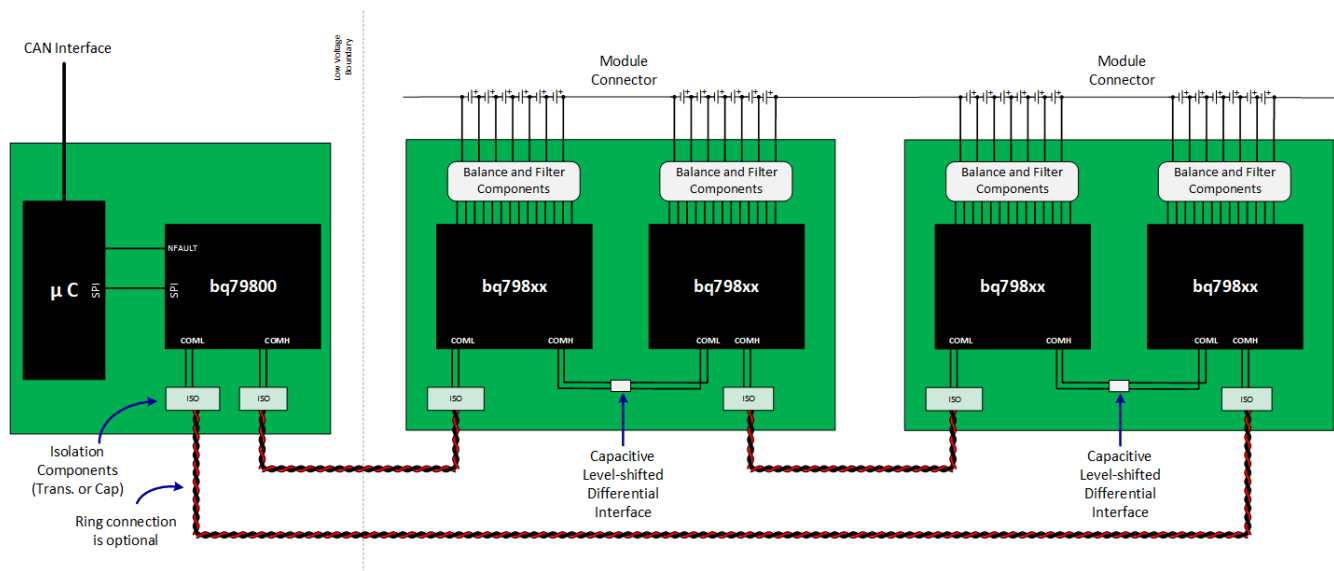 CAN Interface
Low Voltage
Boundary
Module
Connector
Module
Connector
Balance and Filter
Components
Balance and Filter
Components
Balance and Filter
Components
Balance and Filter
Components
μ C
SPI
NFAULT
SPI
bq79800
COML
COMH
bq798xx
COML
COMH
bq798xx
COML
COMH
bq798xx
COML
COMH
bq798xx
COML
COMH
ISO
ISO
ISO
ISO
ISO
ISO
Isolation
Components
(Trans. or Cap)
Ring connection
is optional
Capacitive
Level-shifted
Differential
Interface
Capacitive
Level-shifted
Differential
Interface